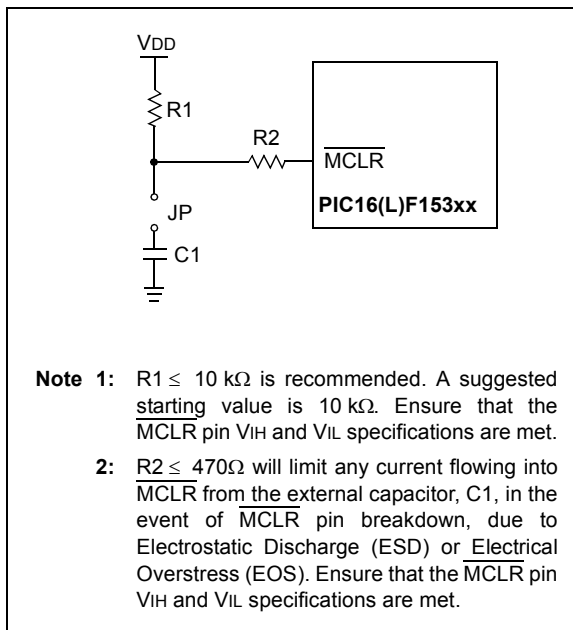 VDD
R1
R2
MCLR
PIC16(L)F153xx
JP
C1
Note 1: R1 ≤ 10 kΩ is recommended. A suggested
starting value is 10 kΩ. Ensure that the
MCLR pin VIH and VIL specifications are met.
2: R2 ≤ 470Ω will limit any current flowing into
MCLR from the external capacitor, C1, in the
event of MCLR pin breakdown, due to
Electrostatic Discharge (ESD) or Electrical
Overstress (EOS). Ensure that the MCLR pin
VIH and VIL specifications are met.